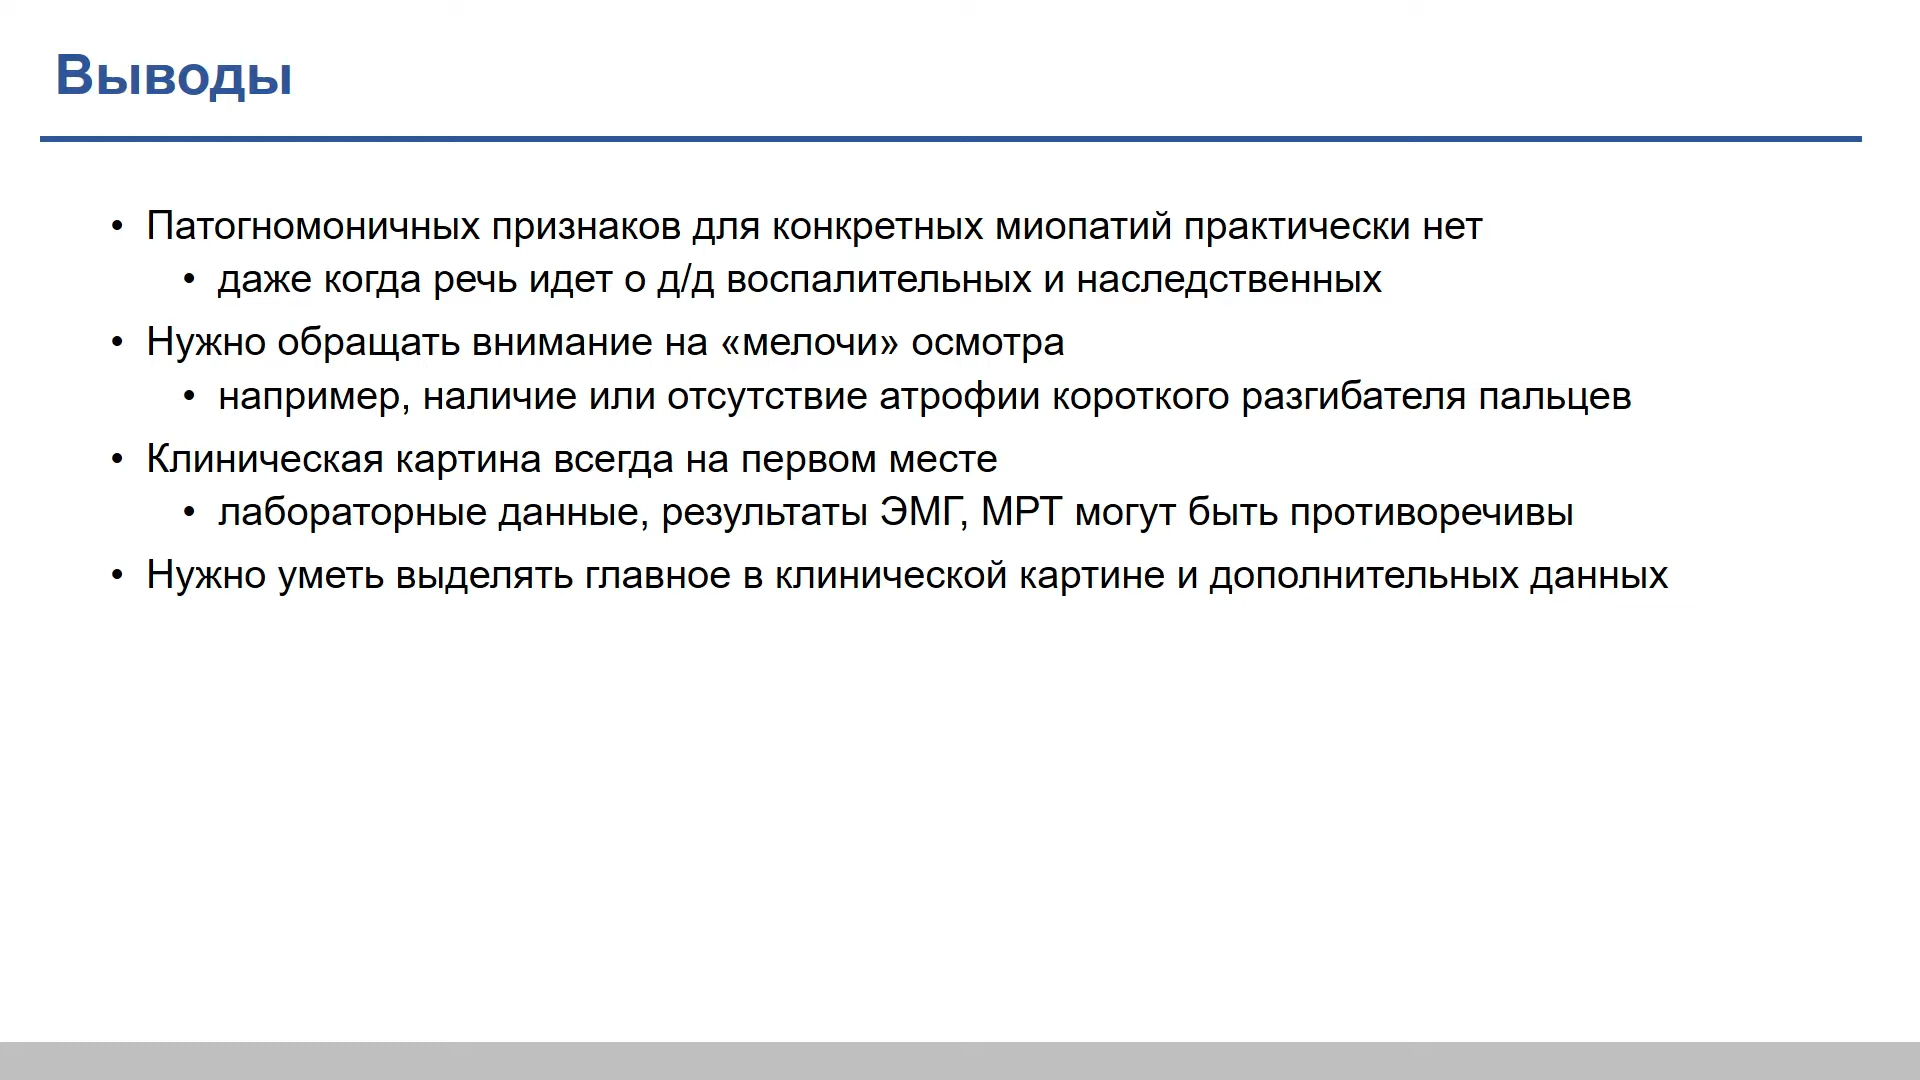 Выводы
• Патогномоничных признаков для конкретных миопатий практически нет
• даже когда речь идет о д/д воспалительных и наследственных
• Нужно обращать внимание на «мелочи» осмотра
• например, наличие или отсутствие атрофии короткого разгибателя пальцев
• Клиническая картина всегда на первом месте
• лабораторные данные, результаты ЭМГ, МРТ могут быть противоречивы
• Нужно уметь выделять главное в клинической картине и дополнительных данных